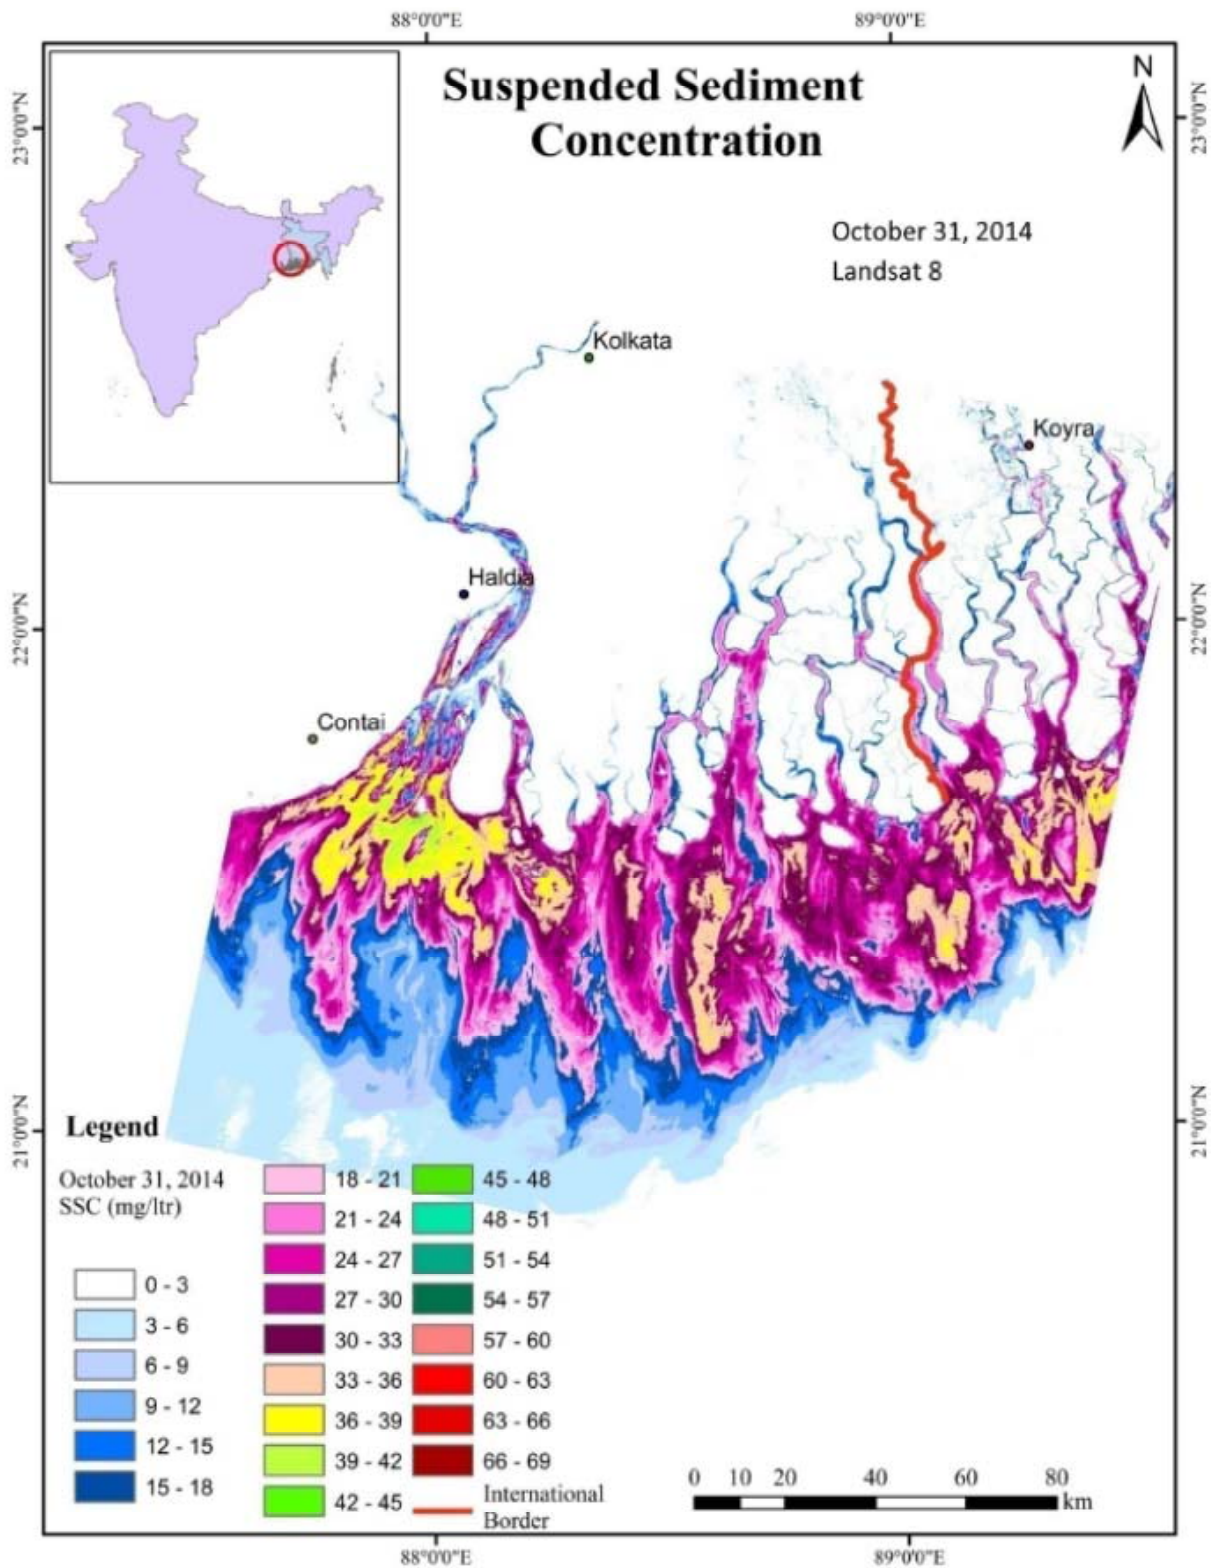 88°0'0"E 89°0'0"E
Suspended Sediment
Concentration
N
23°0'0"N 23°0'0"N
October 31, 2014
Landsat 8
Kolkata
Koyra
Haldia
22°0'0"N 22°0'0"N
Contai
21°0'0"N 21°0'0"N
Legend
October 31, 2014
SSC (mg/ltr)
0 - 3
3 - 6
6 - 9
9 - 12
12 - 15
15 - 18
18 - 21
21 - 24
24 - 27
27 - 30
30 - 33
33 - 36
36 - 39
39 - 42
42 - 45
45 - 48
48 - 51
51 - 54
54 - 57
57 - 60
60 - 63
63 - 66
66 - 69
International
Border
0 10 20 40 60 80
km
88°0'0"E 89°0'0"E